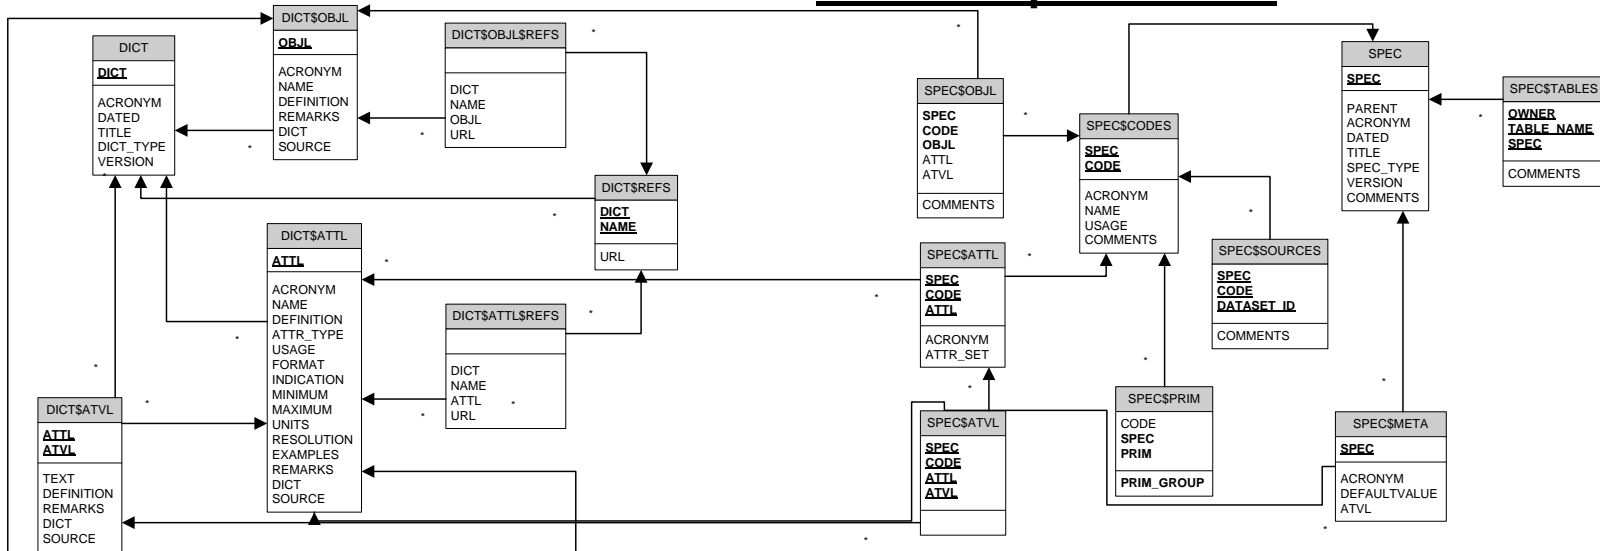 DICT$OBJL
OBJL
ACRONYM
NAME
DEFINITION
REMARKS
DICT
SOURCE
DICT
DICT
ACRONYM
DATED
TITLE
DICT_TYPE
VERSION
DICT$OBJL$REFS
DICT
NAME
OBJL
URL
DICT$REFS
DICT
NAME
URL
DICT$ATTL
ATTL
ACRONYM
NAME
DEFINITION
ATTR_TYPE
USAGE
FORMAT
INDICATION
MINIMUM
MAXIMUM
UNITS
RESOLUTION
EXAMPLES
REMARKS
DICT
SOURCE
DICT$ATTL$REFS
DICT
NAME
ATTL
URL
DICT$ATVL
ATTL
ATVL
TEXT
DEFINITION
REMARKS
DICT
SOURCE
SPEC$OBJL
SPEC
CODE
OBJL
ATTL
ATVL
COMMENTS
SPEC$CODES
SPEC
CODE
ACRONYM
NAME
USAGE
COMMENTS
SPEC
SPEC
PARENT
ACRONYM
DATED
TITLE
SPEC_TYPE
VERSION
COMMENTS
SPEC$TABLES
OWNER
TABLE_NAME
SPEC
COMMENTS
SPEC$ATTL
SPEC
CODE
ATTL
ACRONYM
ATTR_SET
SPEC$SOURCES
SPEC
CODE
DATASET_ID
COMMENTS
SPEC$ATVL
SPEC
CODE
ATTL
ATVL
SPEC$PRIM
CODE
SPEC
PRIM
PRIM_GROUP
SPEC$META
SPEC
ACRONYM
DEFAULTVALUE
ATVL